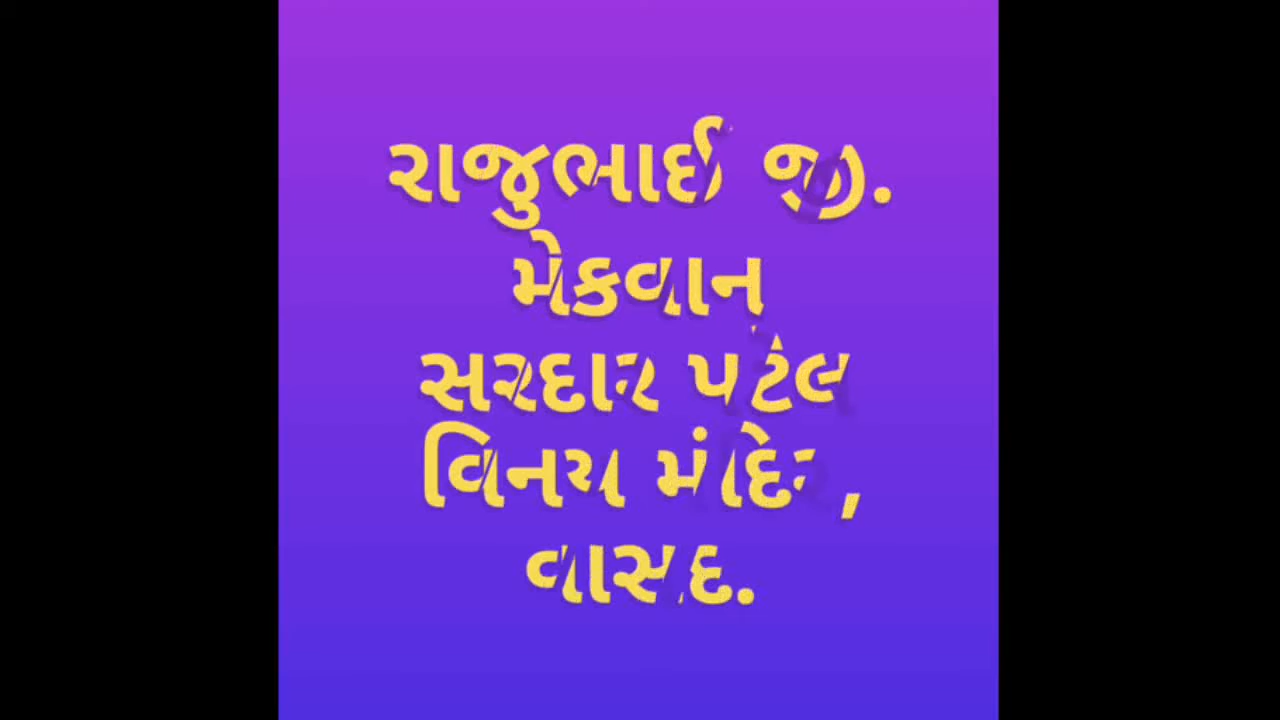 રાજુભાઈ જી.
મેકવાન
સરદાર પટેલ
વિનય મંદિર,
વાસદ.